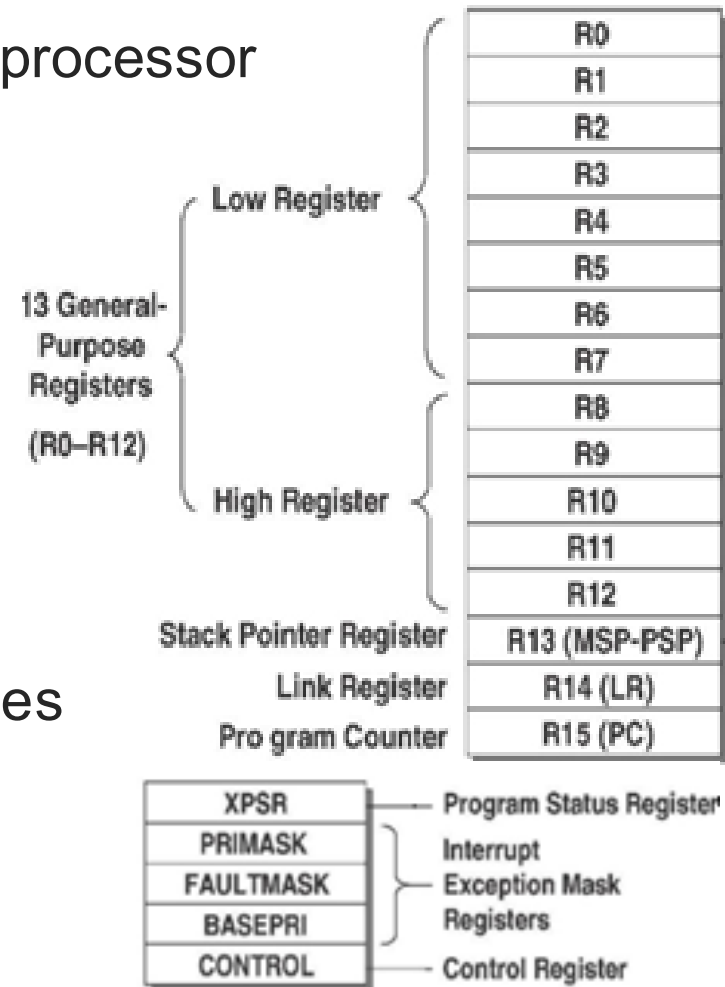 processor
R0
R1
R2
R3
Low Register
R4
R5
13 General-
R6
Purpose
R7
Registers
R8
(R0–R12)
R9
High Register
R10
R11
R12
Stack Pointer Register
R13 (MSP-PSP)
es
Link Register
R14 (LR)
Pro gram Counter
R15 (PC)
XPSR
Program Status Register
PRIMASK
Interrupt
FAULTMASK
Exception Mask
BASEPRI
Registers
CONTROL
Control Register